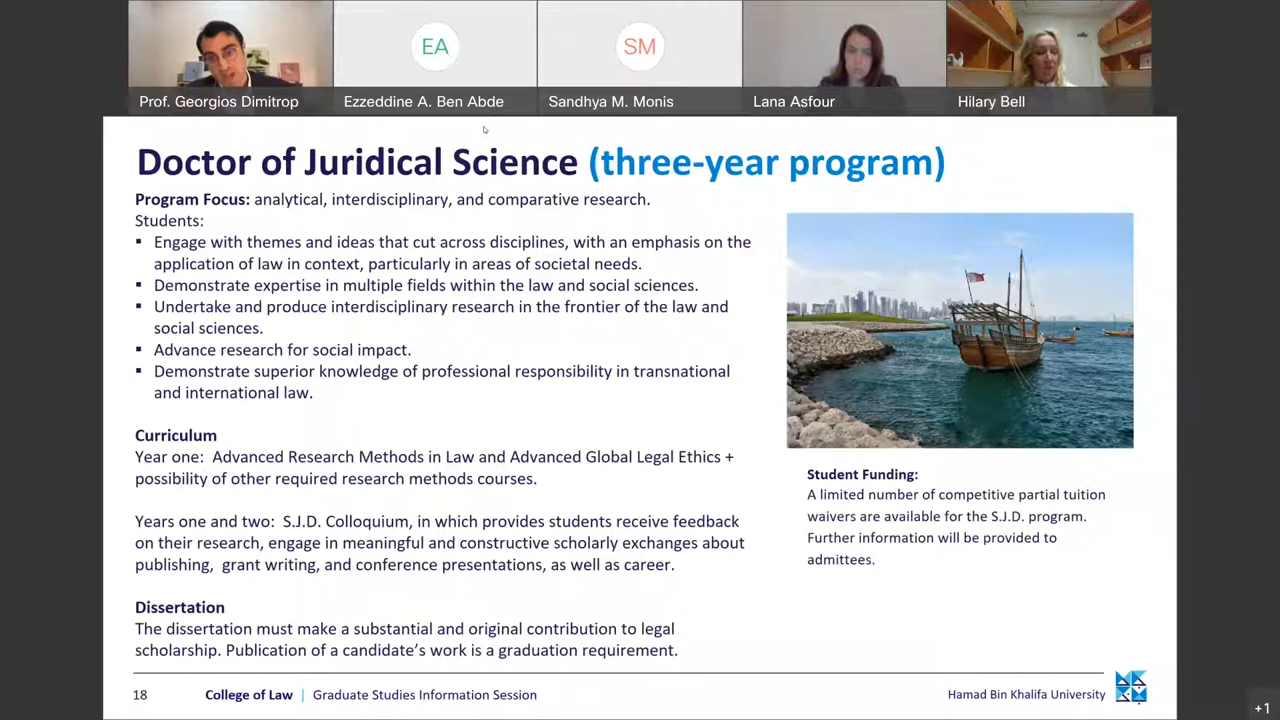 EA
SM
Prof. Georgios Dimitrop
Ezzeddine A. Ben Abde
Sandhya M. Monis
Lana Asfour
Hilary Bell
Doctor of Juridical Science (three-year program)
Program Focus: analytical, interdisciplinary, and comparative research.
Students:
▪ Engage with themes and ideas that cut across disciplines, with an emphasis on the
application of law in context, particularly in areas of societal needs.
▪ Demonstrate expertise in multiple fields within the law and social sciences.
▪ Undertake and produce interdisciplinary research in the frontier of the law and
social sciences.
▪ Advance research for social impact.
▪ Demonstrate superior knowledge of professional responsibility in transnational
and international law.
Curriculum
Year one: Advanced Research Methods in Law and Advanced Global Legal Ethics +
possibility of other required research methods courses.
Years one and two: S.J.D. Colloquium, in which provides students receive feedback
on their research, engage in meaningful and constructive scholarly exchanges about
publishing, grant writing, and conference presentations, as well as career.
Dissertation
The dissertation must make a substantial and original contribution to legal
scholarship. Publication of a candidate's work is a graduation requirement.
Student Funding:
A limited number of competitive partial tuition
waivers are available for the S.J.D. program.
Further information will be provided to
admittees.
18 College of Law | Graduate Studies Information Session Hamad Bin Khalifa University
+1